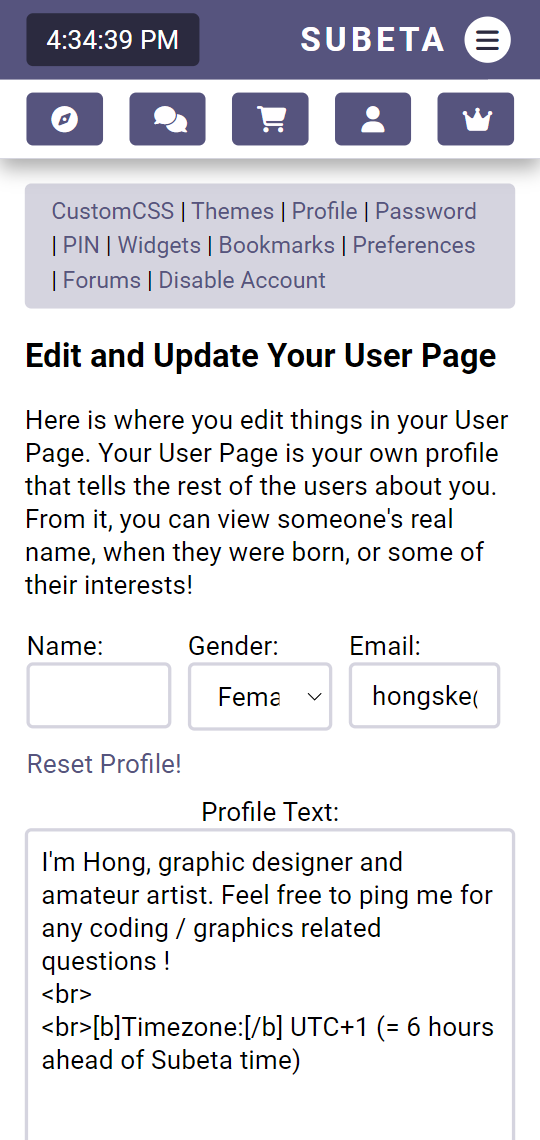 4:34:39 PM
SUBETA
CustomCSS | Themes | Profile | Password
| PIN | Widgets | Bookmarks | Preferences
| Forums | Disable Account
Edit and Update Your User Page
Here is where you edit things in your User
Page. Your User Page is your own profile
that tells the rest of the users about you.
From it, you can view someone's real
name, when they were born, or some of
their interests!
Name: Gender: Email:
Fema hongske(
Reset Profile!
Profile Text:
I'm Hong, graphic designer and
amateur artist. Feel free to ping me for
any coding / graphics related
questions !
<br>
<br>[b]Timezone:[/b] UTC+1 (= 6 hours
ahead of Subeta time)